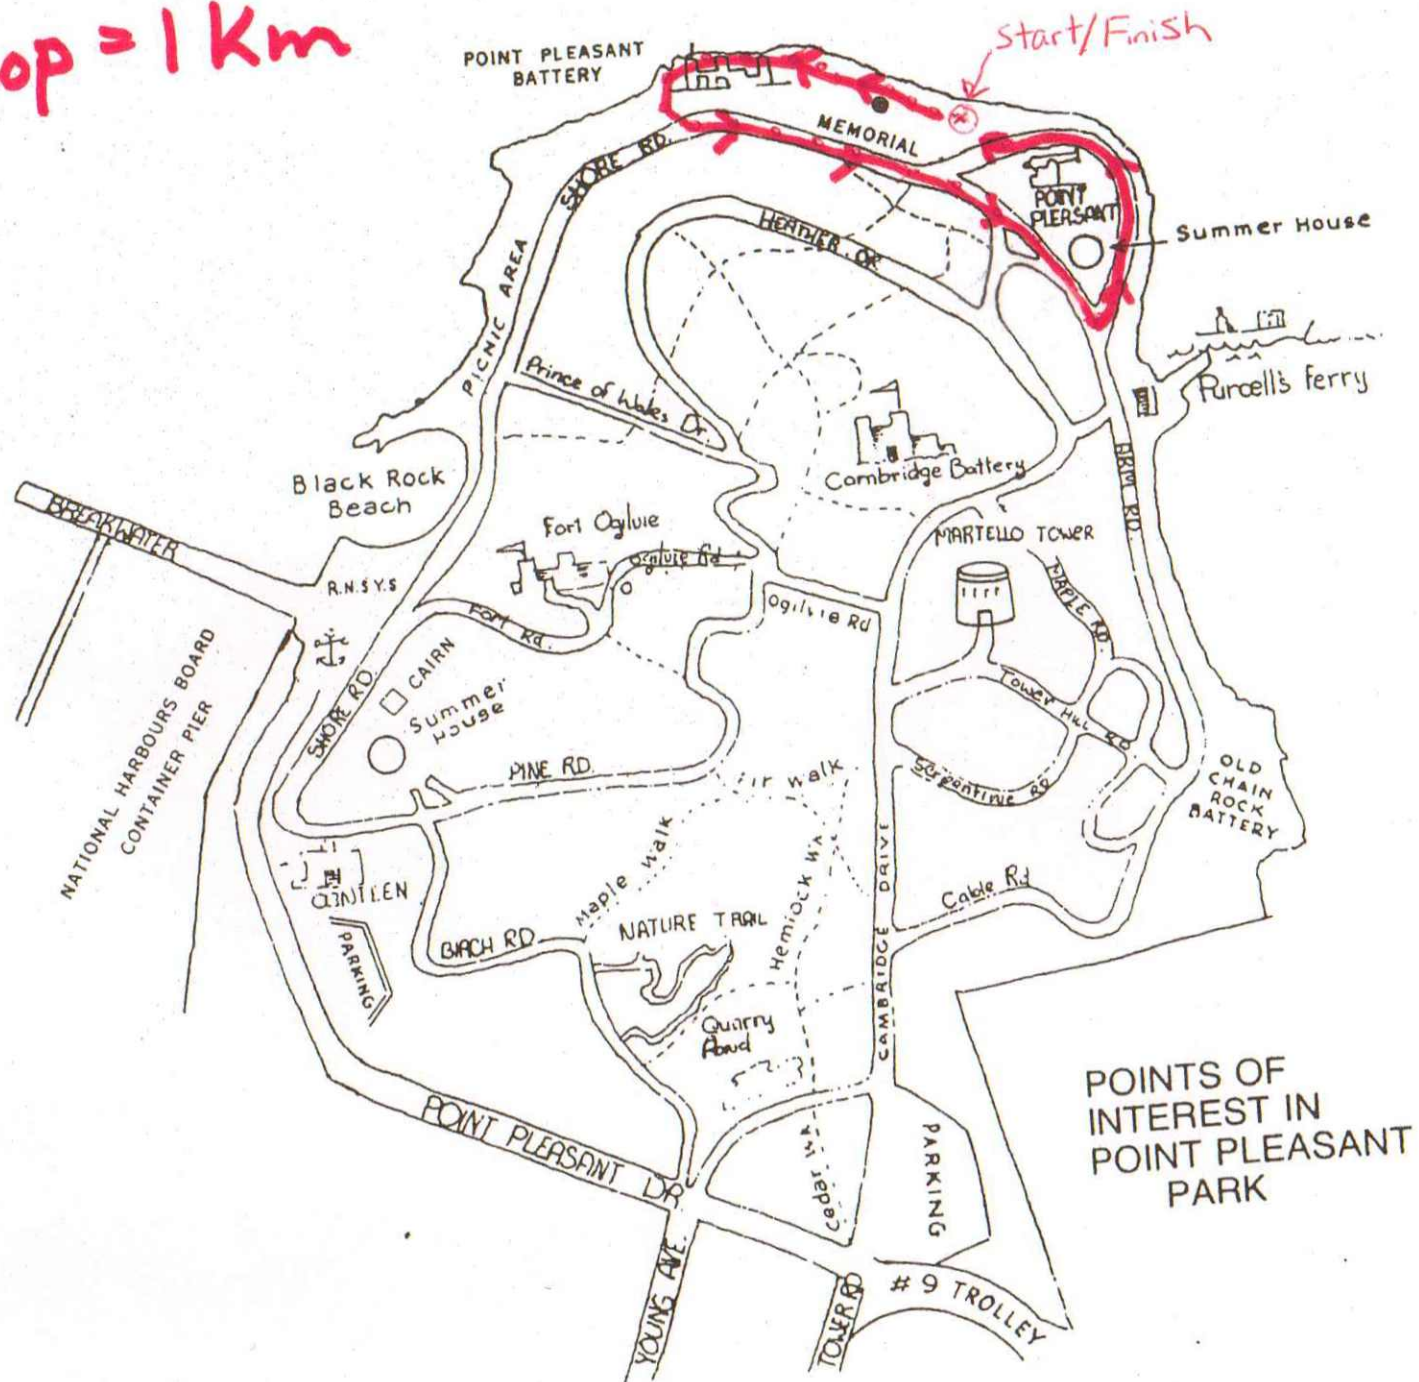 op = 1 Km
Start/Finish
POINT PLEASANT
BATTERY
MEMORIAL
SHORE RD.
POINT
PLEASANT
Summer House
HEATHER DR
PICNIC AREA
Purcell's Ferry
Prince of Wales Dr.
Cambridge Battery
Black Rock
Beach
ARM RD.
BREAKWATER
Fort Ogilvie
MARTELLO TOWER
R.N.S.Y.S
Ogilvie Rd
MAPLE RD.
Ogilvie Rd
Fort Rd.
CAIRN
NATIONAL HARBOURS BOARD
CONTAINER PIER
SHORE RD.
Summer
House
Tower Hill RD
PINE RD.
ir walk
Serpentine RD
OLD
CHAIN
ROCK
BATTERY
Maple Walk
Hemlock WA
CAMBRIDGE DRIVE
Cable Rd
PARKING
BIRCH RD
NATURE TRAIL
Quarry
Pond
POINTS OF
INTEREST IN
POINT PLEASANT
PARK
POINT PLEASANT DR
Cedar
PARKING
YOUNG AVE.
TOWER RD
# 9 TROLLEY